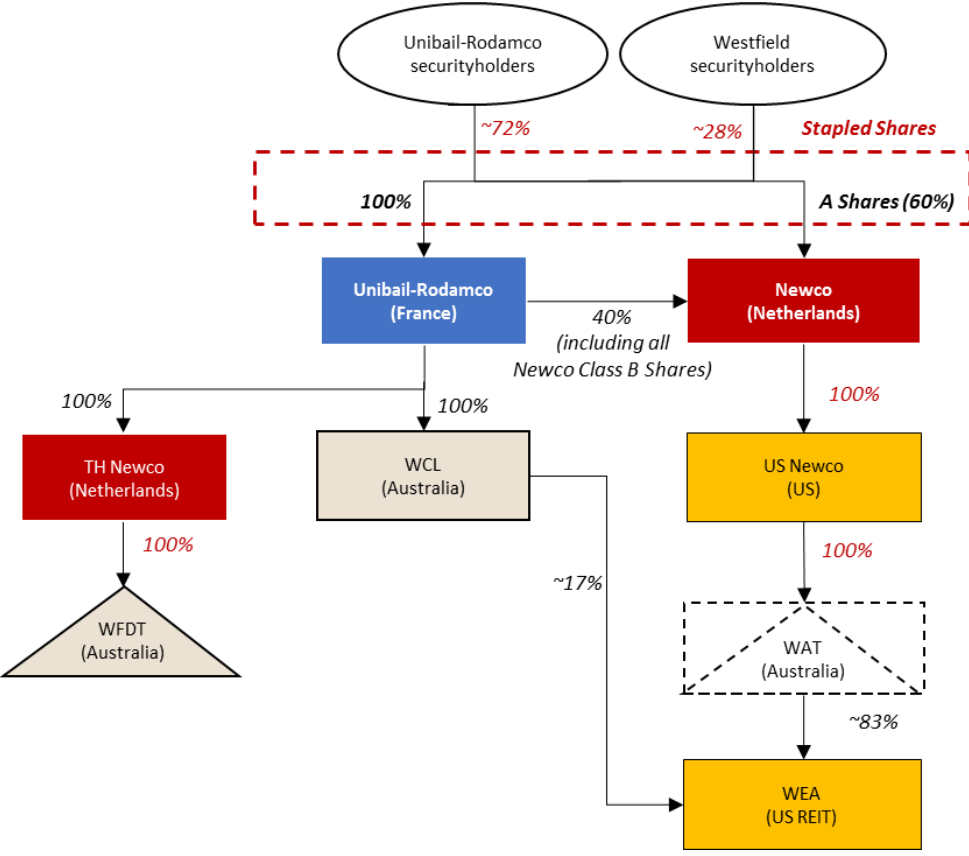 Unibail-Rodamco
securityholders
Westfield
securityholders
~72%
~28%
Stapled Shares
100%
A Shares (60%)
Unibail-Rodamco
(France)
40%
(including all
Newco Class B Shares)
Newco
(Netherlands)
100%
100%
100%
TH Newco
(Netherlands)
WCL
(Australia)
US Newco
(US)
100%
100%
~17%
WFDT
(Australia)
WAT
(Australia)
~83%
WEA
(US REIT)